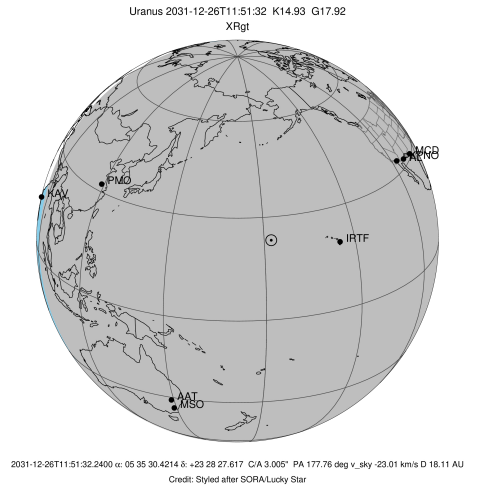 Uranus 2031-12-26T11:51:32 K14.93 G17.92
XRgt
MCD
KAV
PMO
IRTF
AAT
MSO
2031-12-26T11:51:32.2400 α: 05 35 30.4214 δ: +23 28 27.617 C/A 3.005" PA 177.76 deg v_sky -23.01 km/s D 18.11 AU
Credit: Styled after SORA/Lucky Star